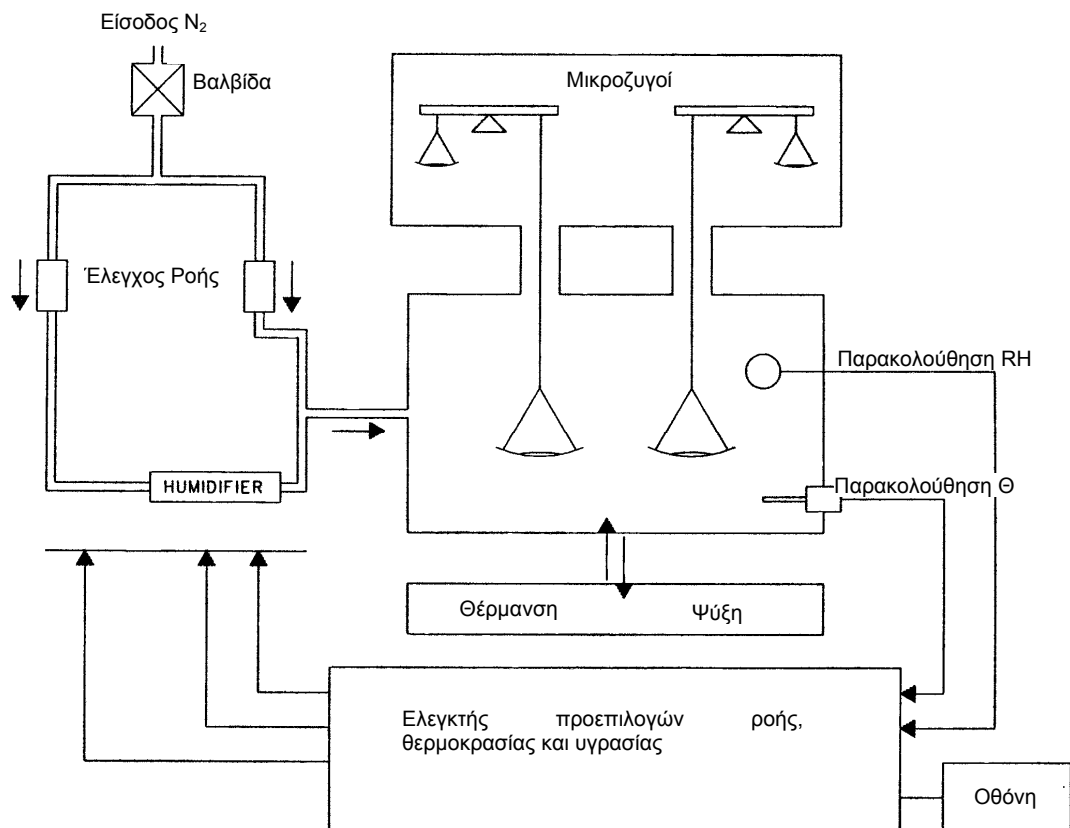 Είσοδος N₂
Βαλβίδα
Μικροζυγοί
Έλεγχος Ροής
Παρακολούθηση RH
HUMIDIFIER
Παρακολούθηση Θ
Θέρμανση Ψύξη
Ελεγκτής προεπιλογών ροής,
θερμοκρασίας και υγρασίας
Οθόνη